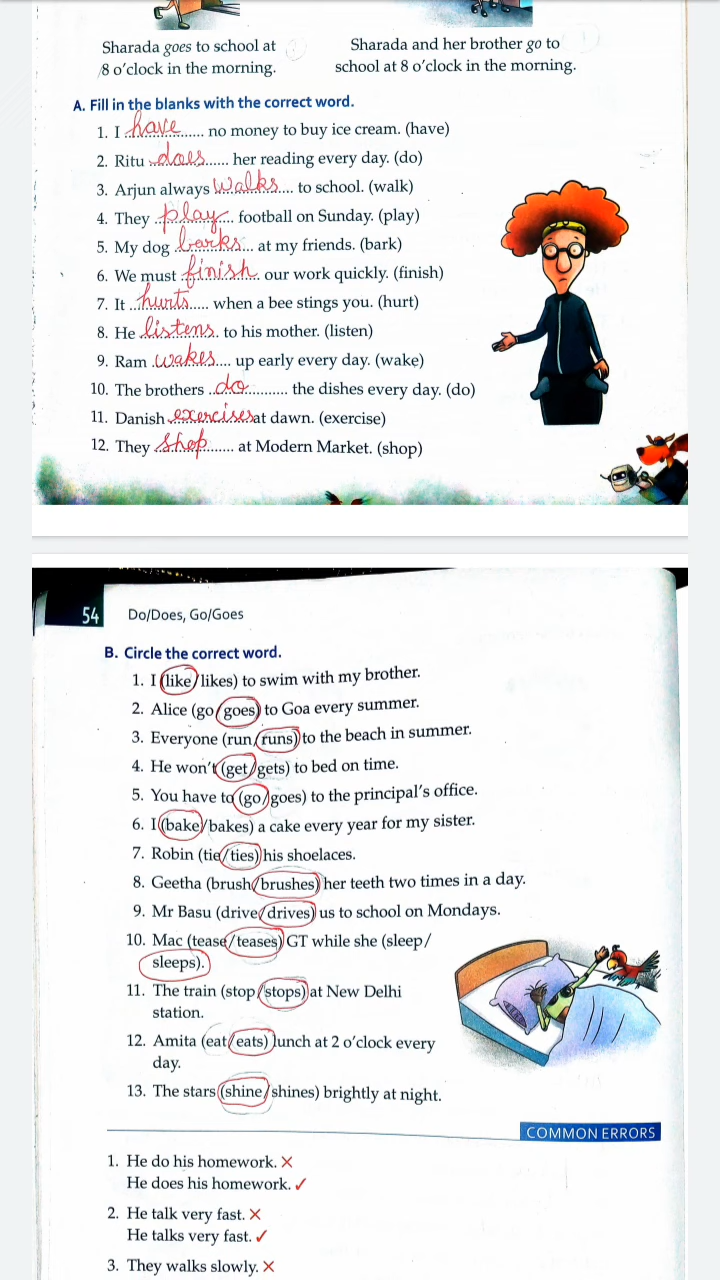 Sharada goes to school at
8 o'clock in the morning.
Sharada and her brother go to
school at 8 o'clock in the morning.
A. Fill in the blanks with the correct word.
1. I have no money to buy ice cream. (have)
2. Ritu does her reading every day. (do)
3. Arjun always walks to school. (walk)
4. They play football on Sunday. (play)
5. My dog barks at my friends. (bark)
6. We must finish our work quickly. (finish)
7. It hurts when a bee stings you. (hurt)
8. He listens to his mother. (listen)
9. Ram wakes up early every day. (wake)
10. The brothers do the dishes every day. (do)
11. Danish exercises at dawn. (exercise)
12. They shop at Modern Market. (shop)
54 Do/Does, Go/Goes
B. Circle the correct word.
1. I (like/likes) to swim with my brother.
2. Alice (go/goes) to Goa every summer.
3. Everyone (run/runs) to the beach in summer.
4. He won't (get/gets) to bed on time.
5. You have to (go/goes) to the principal's office.
6. I (bake/bakes) a cake every year for my sister.
7. Robin (tie/ties) his shoelaces.
8. Geetha (brush/brushes) her teeth two times in a day.
9. Mr Basu (drive/drives) us to school on Mondays.
10. Mac (tease/teases) GT while she (sleep/
sleeps).
11. The train (stop/stops) at New Delhi
station.
12. Amita (eat/eats) lunch at 2 o'clock every
day.
13. The stars (shine/shines) brightly at night.
COMMON ERRORS
1. He do his homework. ✗
He does his homework. ✓
2. He talk very fast. ✗
He talks very fast. ✓
3. They walks slowly. ✗